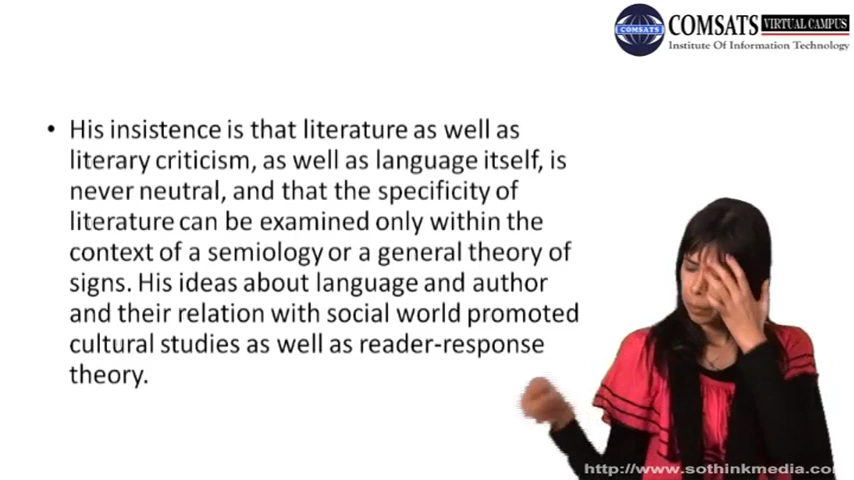 COMSATS
COMSATS VIRTUAL CAMPUS
Institute Of Information Technology
• His insistence is that literature as well as
literary criticism, as well as language itself, is
never neutral, and that the specificity of
literature can be examined only within the
context of a semiology or a general theory of
signs. His ideas about language and author
and their relation with social world promoted
cultural studies as well as reader-response
theory.
http://www.sothinkmedia.co